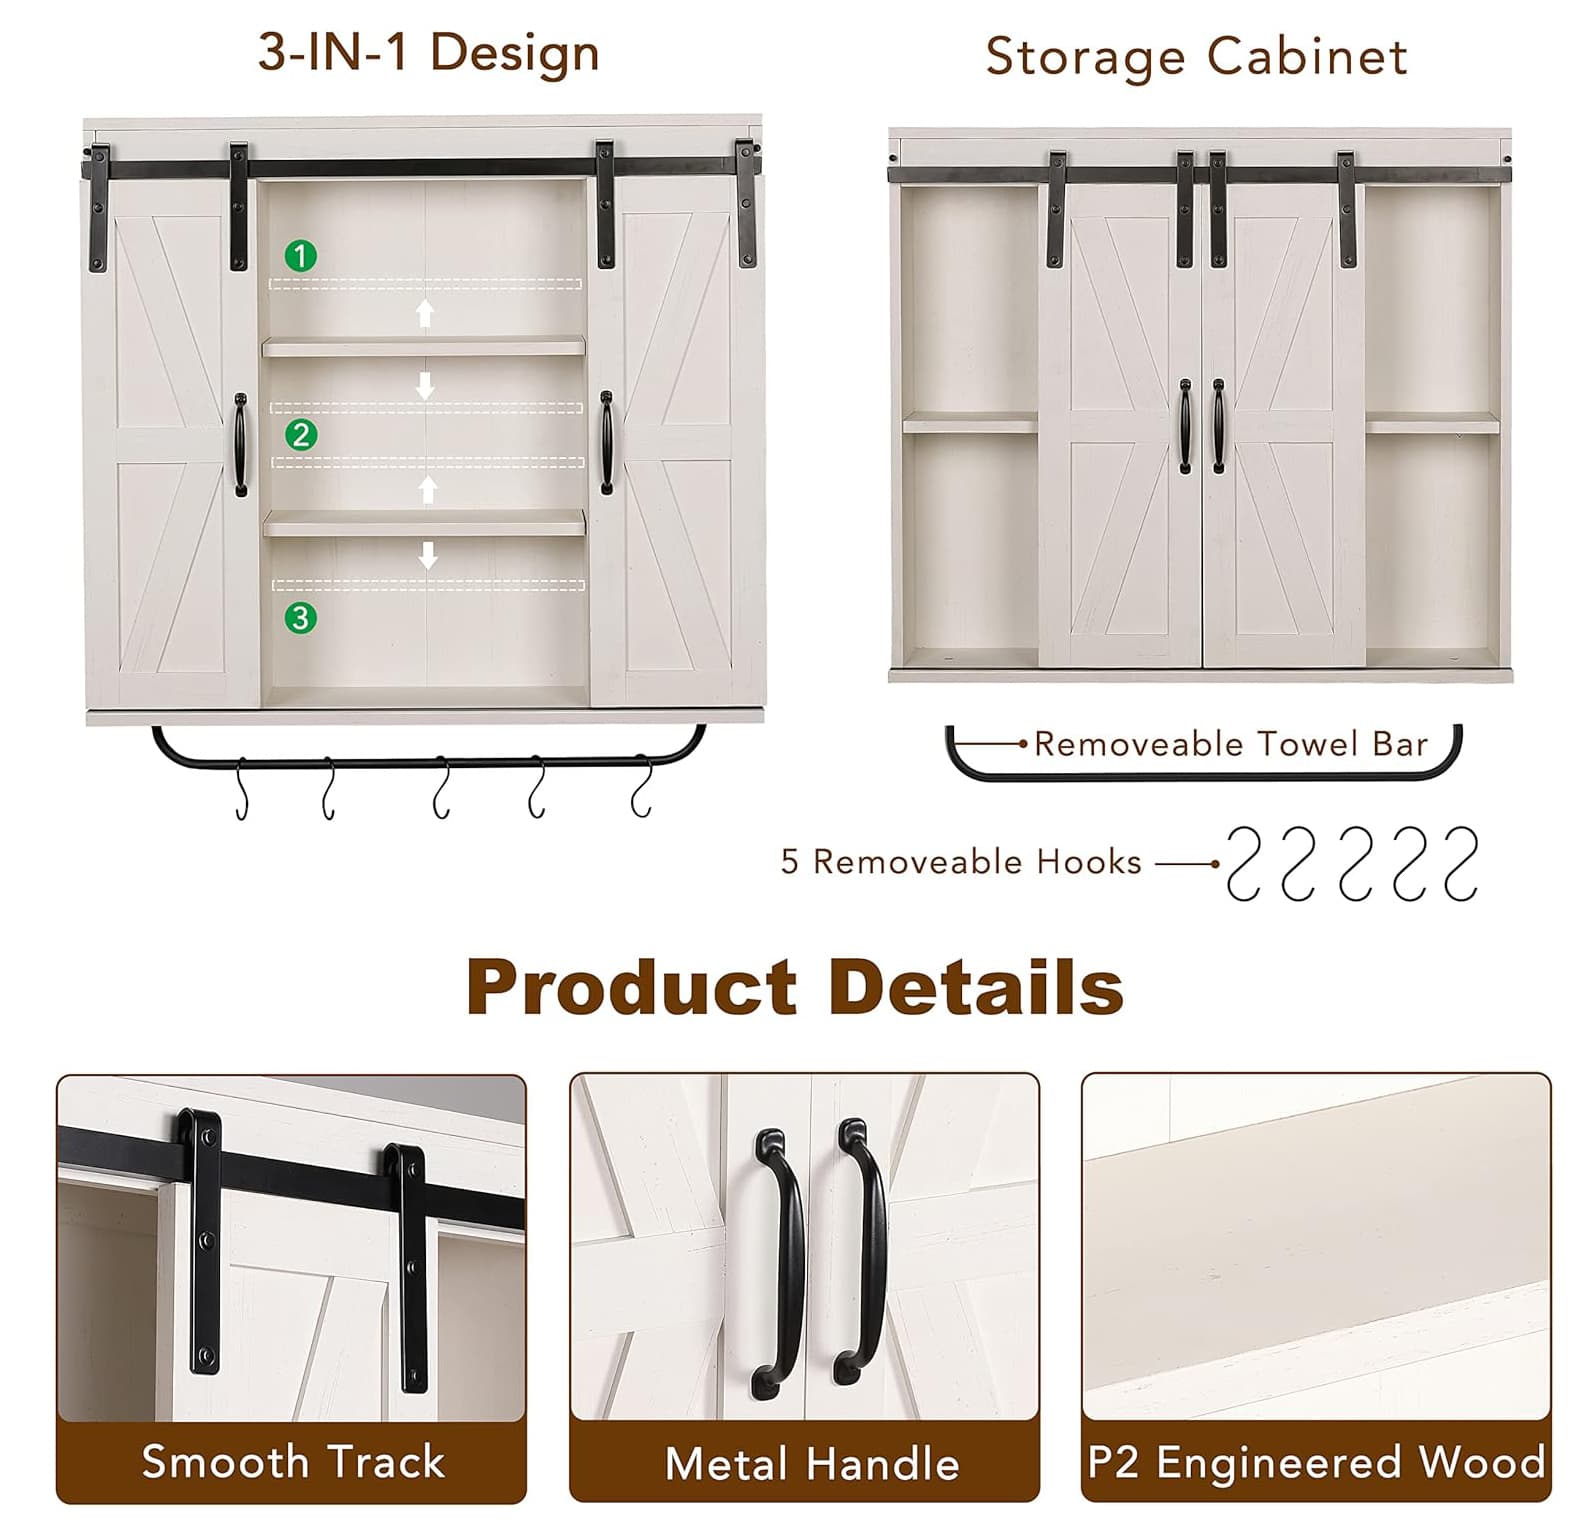 3-IN-1 Design
Storage Cabinet
1
2
3
Removeable Towel Bar
5 Removeable Hooks
Product Details
Smooth Track
Metal Handle
P2 Engineered Wood